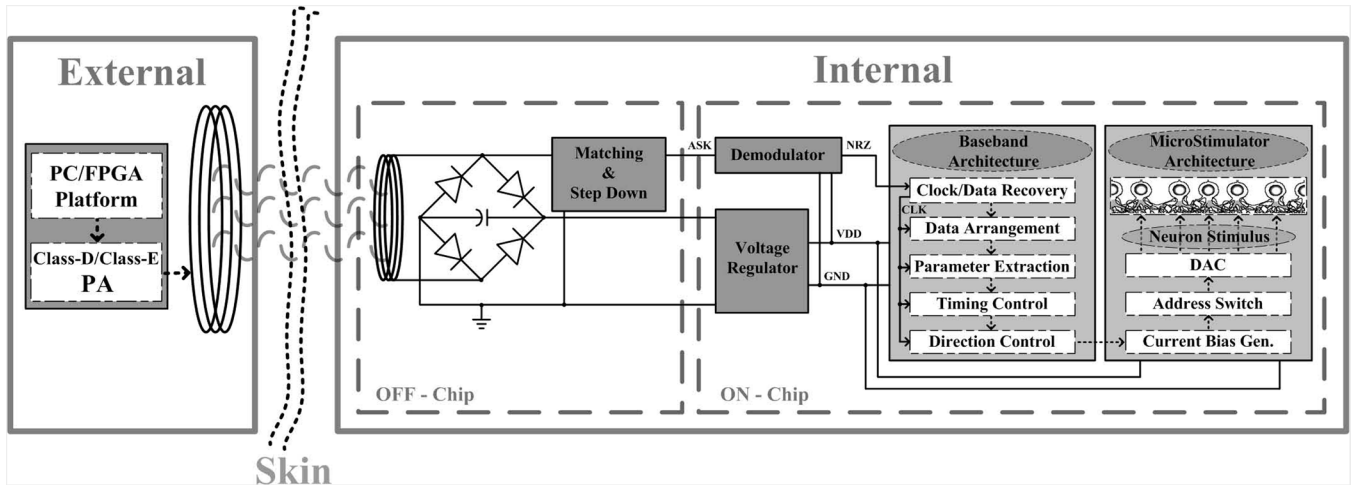 External
PC/FPGA
Platform
Class-D/Class-E
PA
Skin
Internal
OFF - Chip
Matching
&
Step Down
ON - Chip
ASK
Demodulator
NRZ
Voltage
Regulator
VDD
GND
Baseband
Architecture
Clock/Data Recovery
CLK
Data Arrangement
Parameter Extraction
Timing Control
Direction Control
MicroStimulator
Architecture
Neuron Stimulus
DAC
Address Switch
Current Bias Gen.